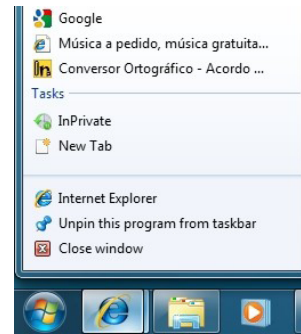 Google
Música a pedido, música gratuita...
Conversor Ortográfico - Acordo ...
Tasks
InPrivate
New Tab
Internet Explorer
Unpin this program from taskbar
Close window